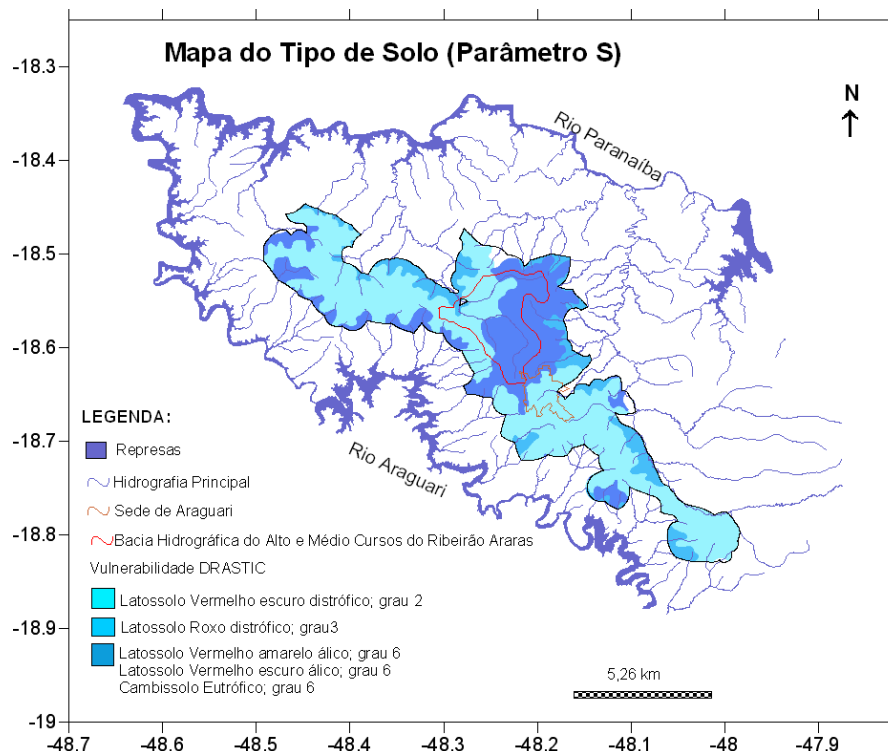 Mapa do Tipo de Solo (Parâmetro S)
-18.3
-18.4
-18.5
-18.6
-18.7
-18.8
-18.9
-19
N
Rio Paranaíba
Rio Araguari
LEGENDA:
Represas
Hidrografia Principal
Sede de Araguari
Bacia Hidrográfica do Alto e Médio Cursos do Ribeirão Araras
Vulnerabilidade DRASTIC
Latossolo Vermelho escuro distrófico; grau 2
Latossolo Roxo distrófico; grau3
Latossolo Vermelho amarelo álico; grau 6
Latossolo Vermelho escuro álico; grau 6
Cambissolo Eutrófico; grau 6
5,26 km
-48.7 -48.6 -48.5 -48.4 -48.3 -48.2 -48.1 -48 -47.9